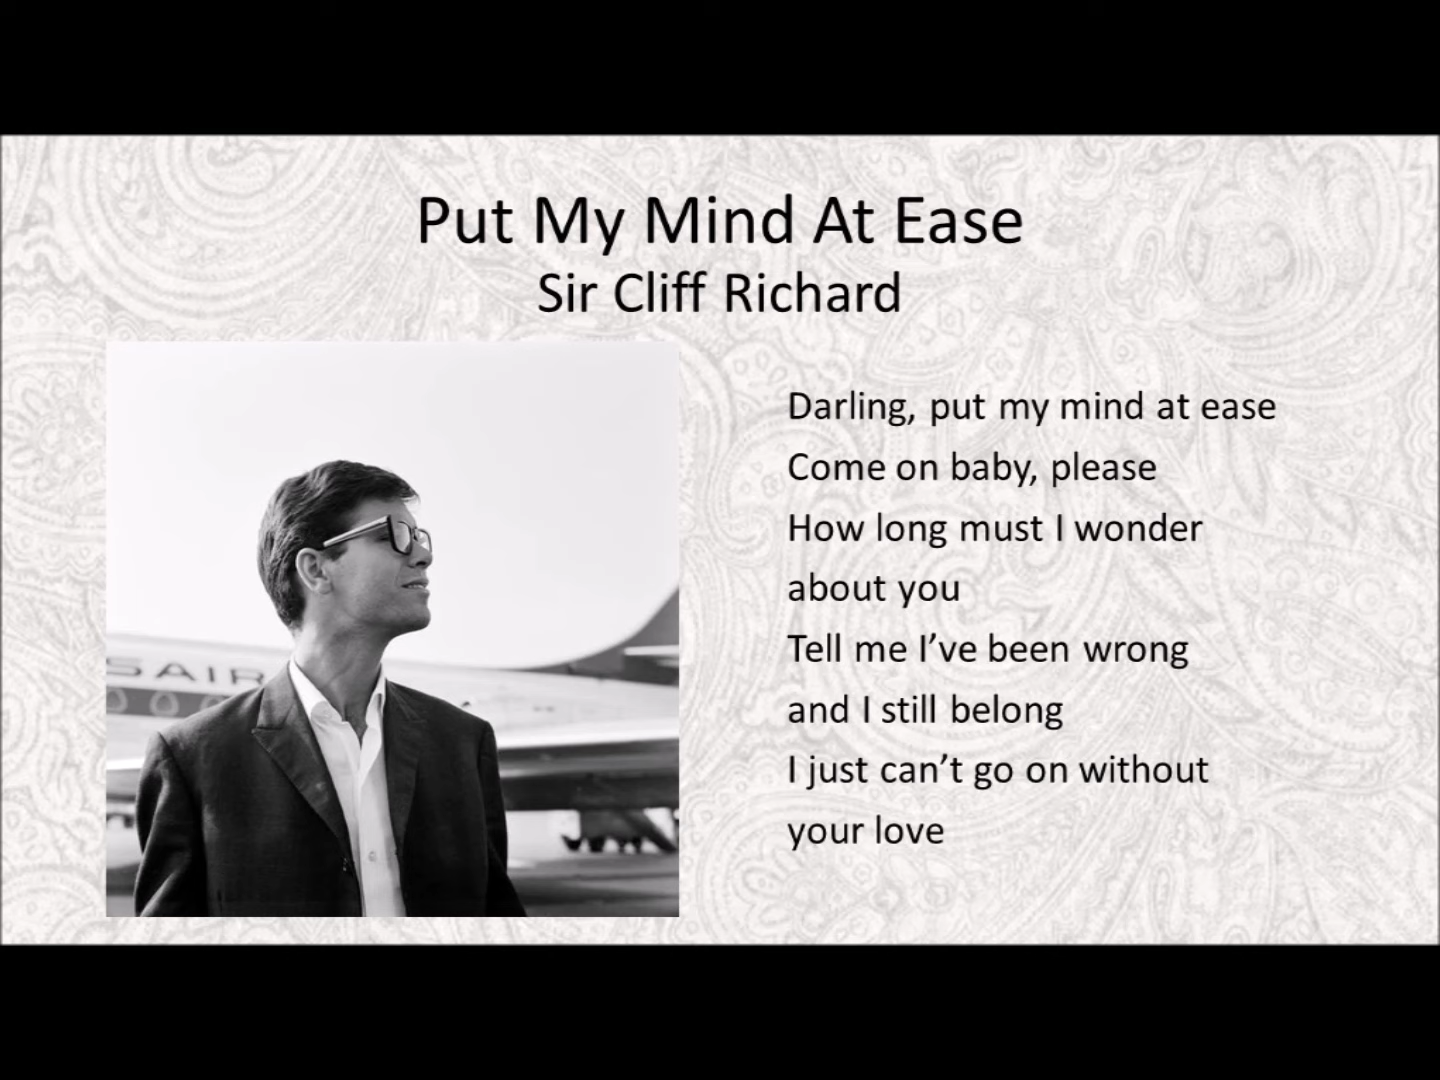 Put My Mind At Ease
Sir Cliff Richard
Darling, put my mind at ease
Come on baby, please
How long must I wonder
about you
Tell me I’ve been wrong
and I still belong
I just can’t go on without
your love
SAIR